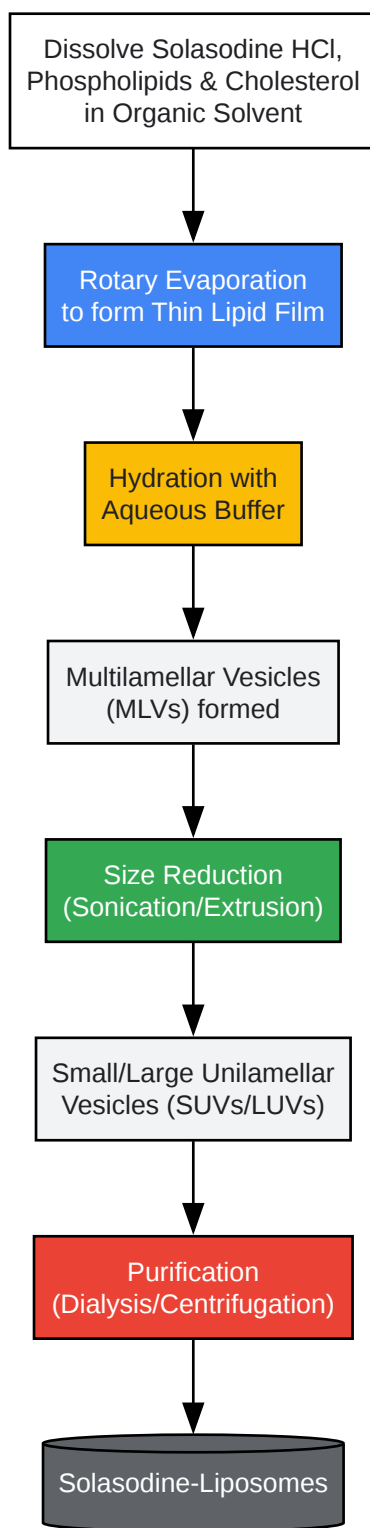 Dissolve Solasodine HCl,
Phospholipids & Cholesterol
in Organic Solvent
Rotary Evaporation
to form Thin Lipid Film
Hydration with
Aqueous Buffer
Multilamellar Vesicles
(MLVs) formed
Size Reduction
(Sonication/Extrusion)
Small/Large Unilamellar
Vesicles (SUVs/LUVs)
Purification
(Dialysis/Centrifugation)
Solasodine-Liposomes